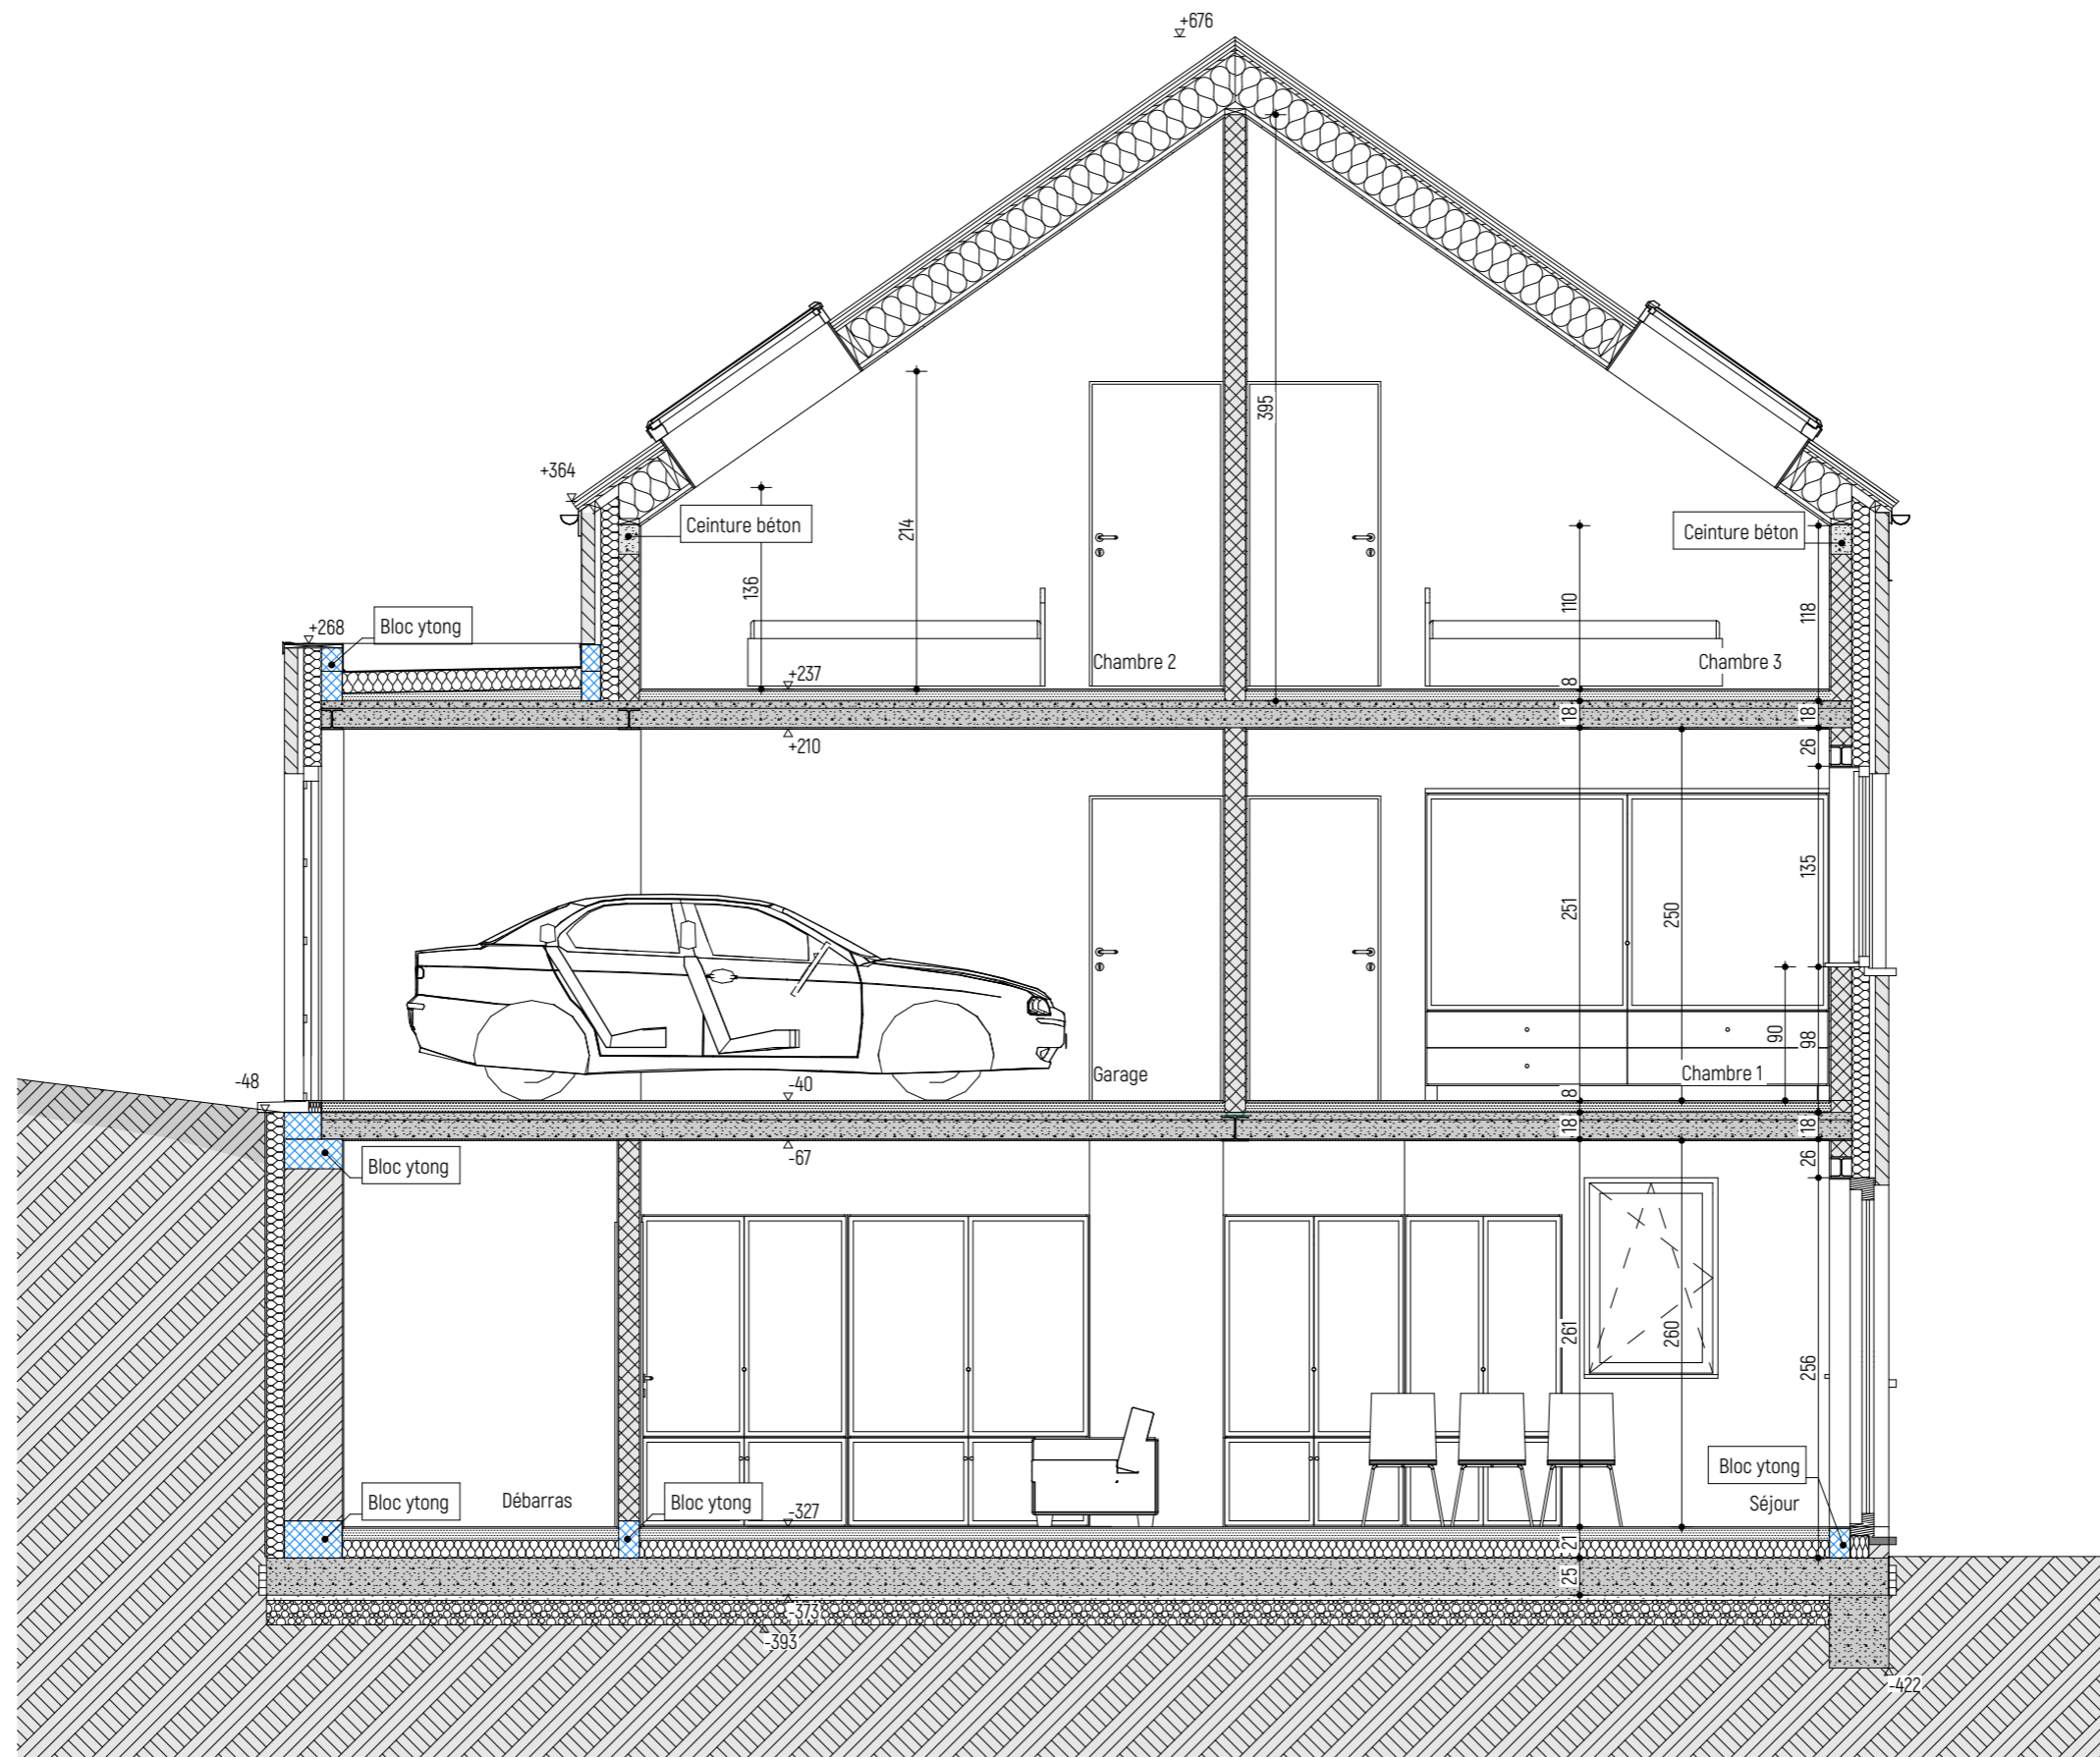 +676
+364
395
214
Ceinture béton
Ceinture béton
136
110
118
+268
Bloc ytong
Chambre 2
Chambre 3
+237
8
18
18
+210
26
135
251
250
90
98
-48
-40
Garage
Chambre 1
8
18
18
-67
26
Bloc ytong
261
260
256
Bloc ytong
Débarras
Bloc ytong
-327
Bloc ytong
Séjour
21
25
-373
-393
-422